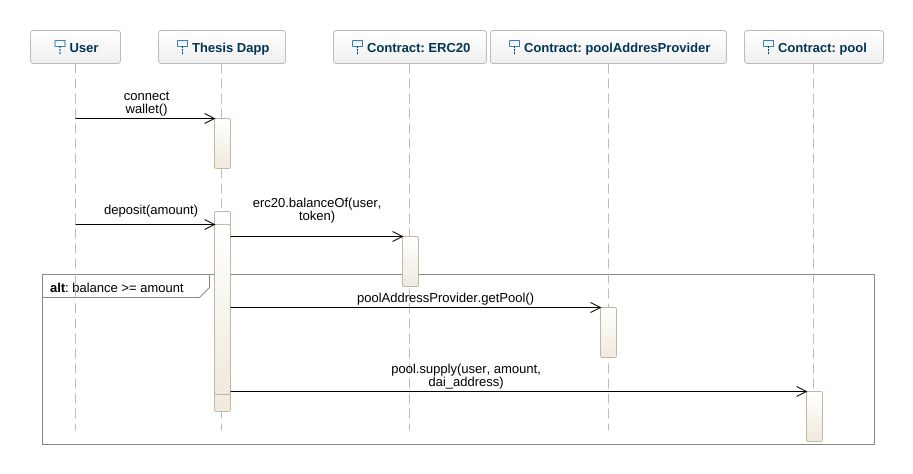 User
Thesis Dapp
Contract: ERC20
Contract: poolAddresProvider
Contract: pool
connect
wallet()
deposit(amount)
erc20.balanceOf(user,
token)
alt: balance >= amount
poolAddressProvider.getPool()
pool.supply(user, amount,
dai_address)